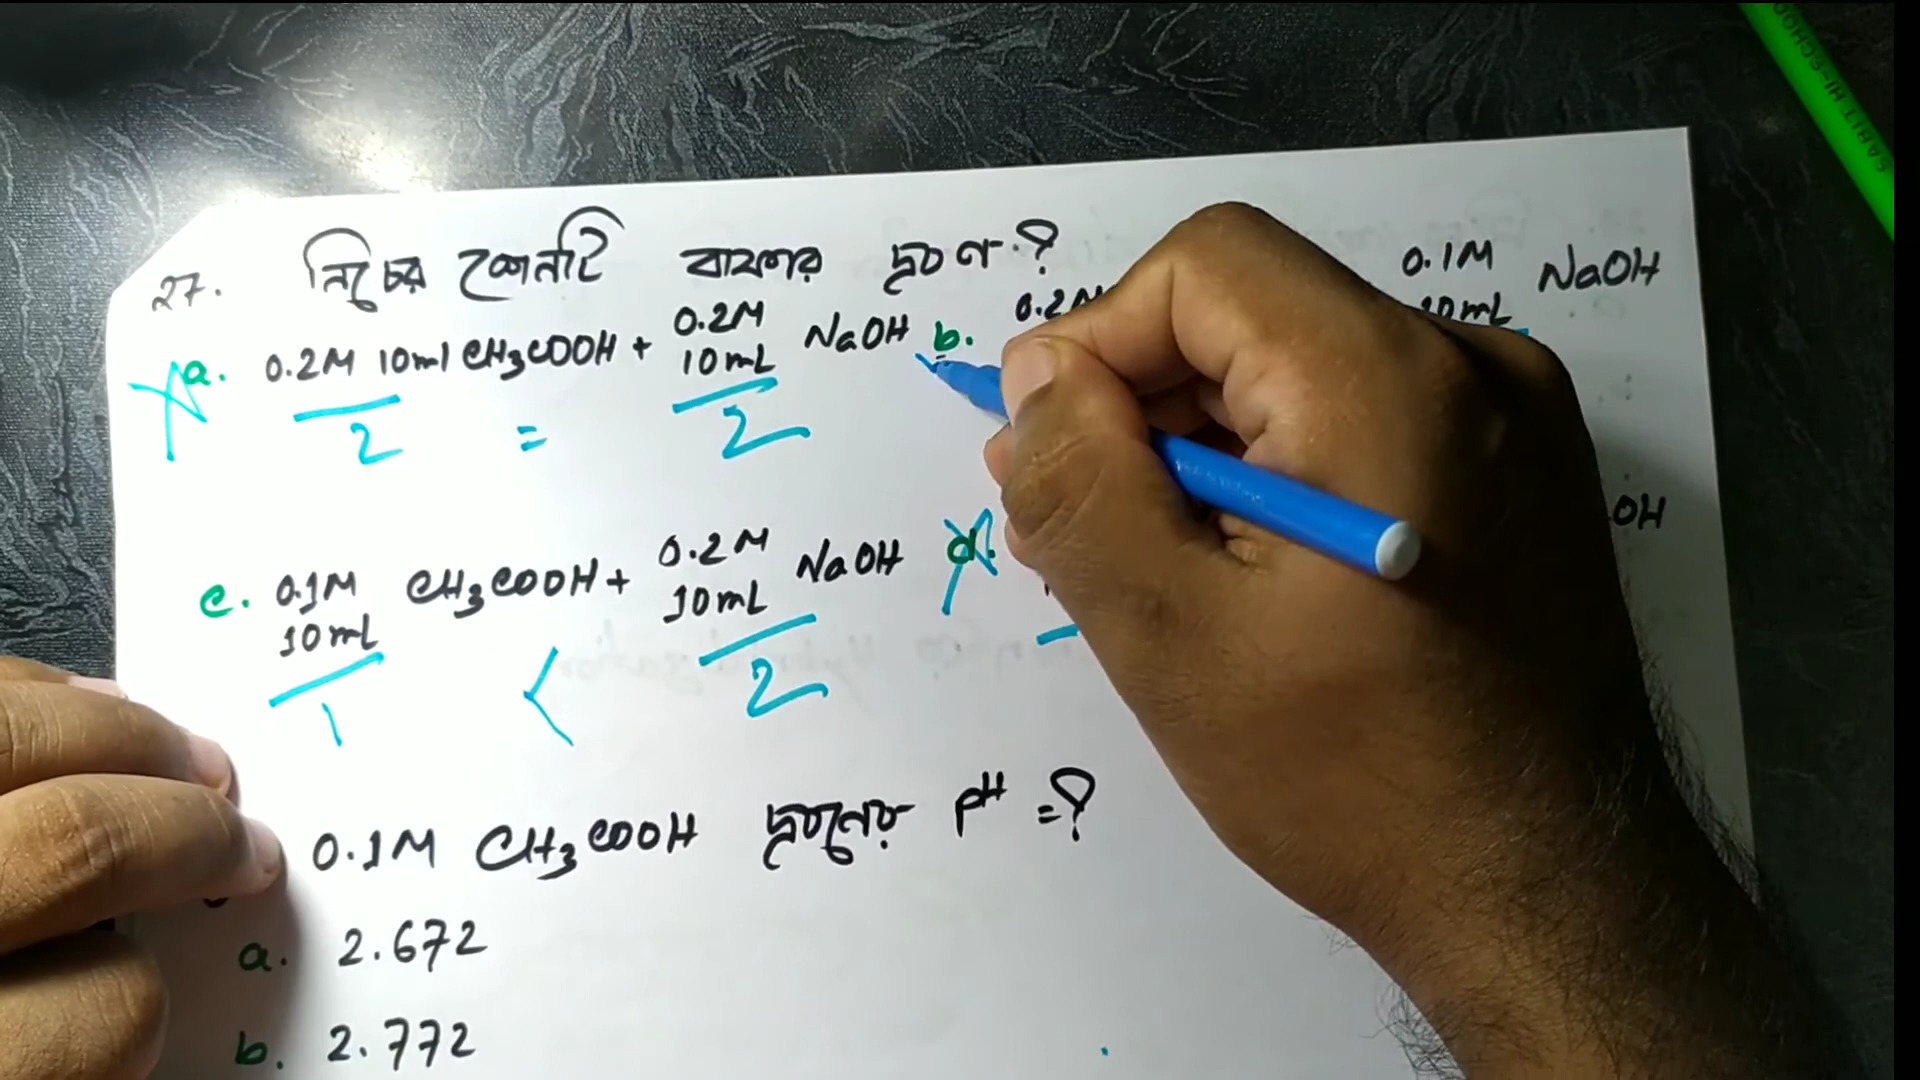 27. নিচের কোনটি বাফার দ্রবণ?
a. 0.2M 10ml CH3COOH + 0.2M 10mL NaOH
2 = 2
b. 0.2M 0.1M 10mL NaOH
c. 0.1M 10mL CH3COOH + 0.2M 10mL NaOH
1 < 2
d. OH
0.1M CH3COOH দ্রবণের pH = ?
a. 2.672
b. 2.772